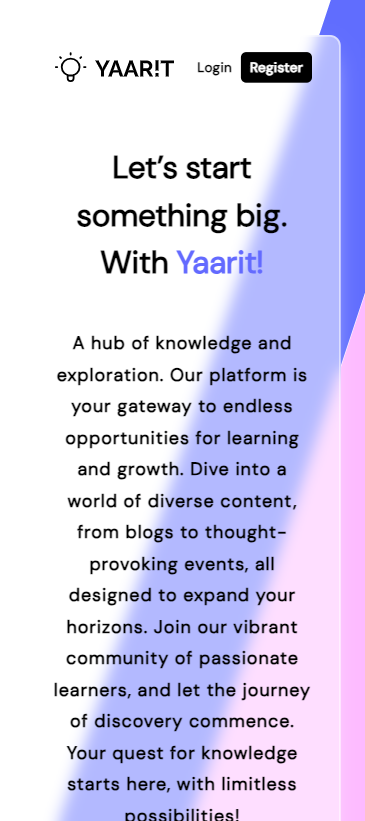 YAAR!T Login Register
Let's start
something big.
With Yaarit!
A hub of knowledge and
exploration. Our platform is
your gateway to endless
opportunities for learning
and growth. Dive into a
world of diverse content,
from blogs to thought-
provoking events, all
designed to expand your
horizons. Join our vibrant
community of passionate
learners, and let the journey
of discovery commence.
Your quest for knowledge
starts here, with limitless
possibilities!